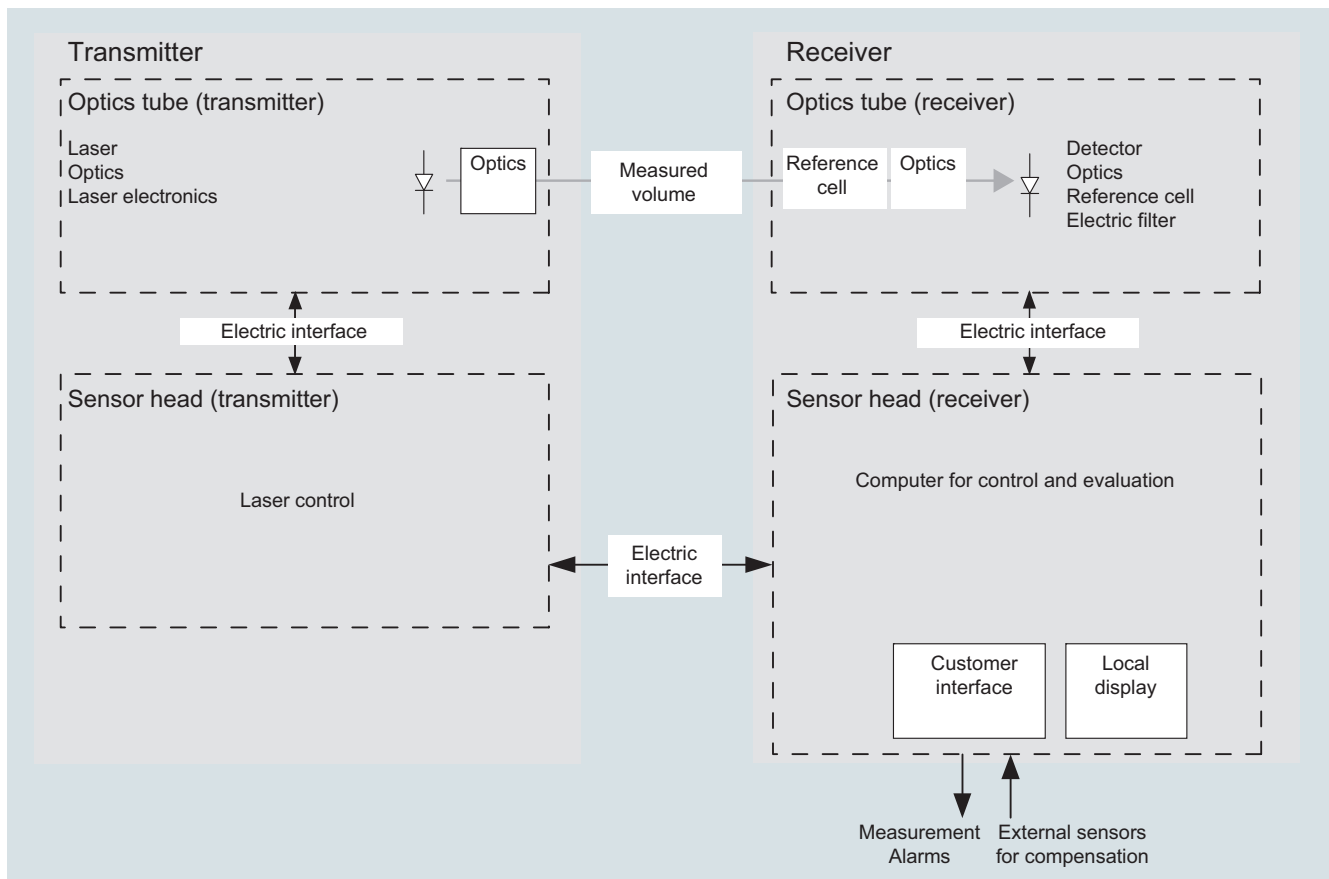 Transmitter
Optics tube (transmitter)
Laser
Optics
Laser electronics
Optics
Measured
volume
Receiver
Optics tube (receiver)
Reference
cell
Optics
Detector
Optics
Reference cell
Electric filter
Electric interface
Electric interface
Sensor head (transmitter)
Laser control
Electric
interface
Sensor head (receiver)
Computer for control and evaluation
Customer
interface
Local
display
Measurement
Alarms
External sensors
for compensation